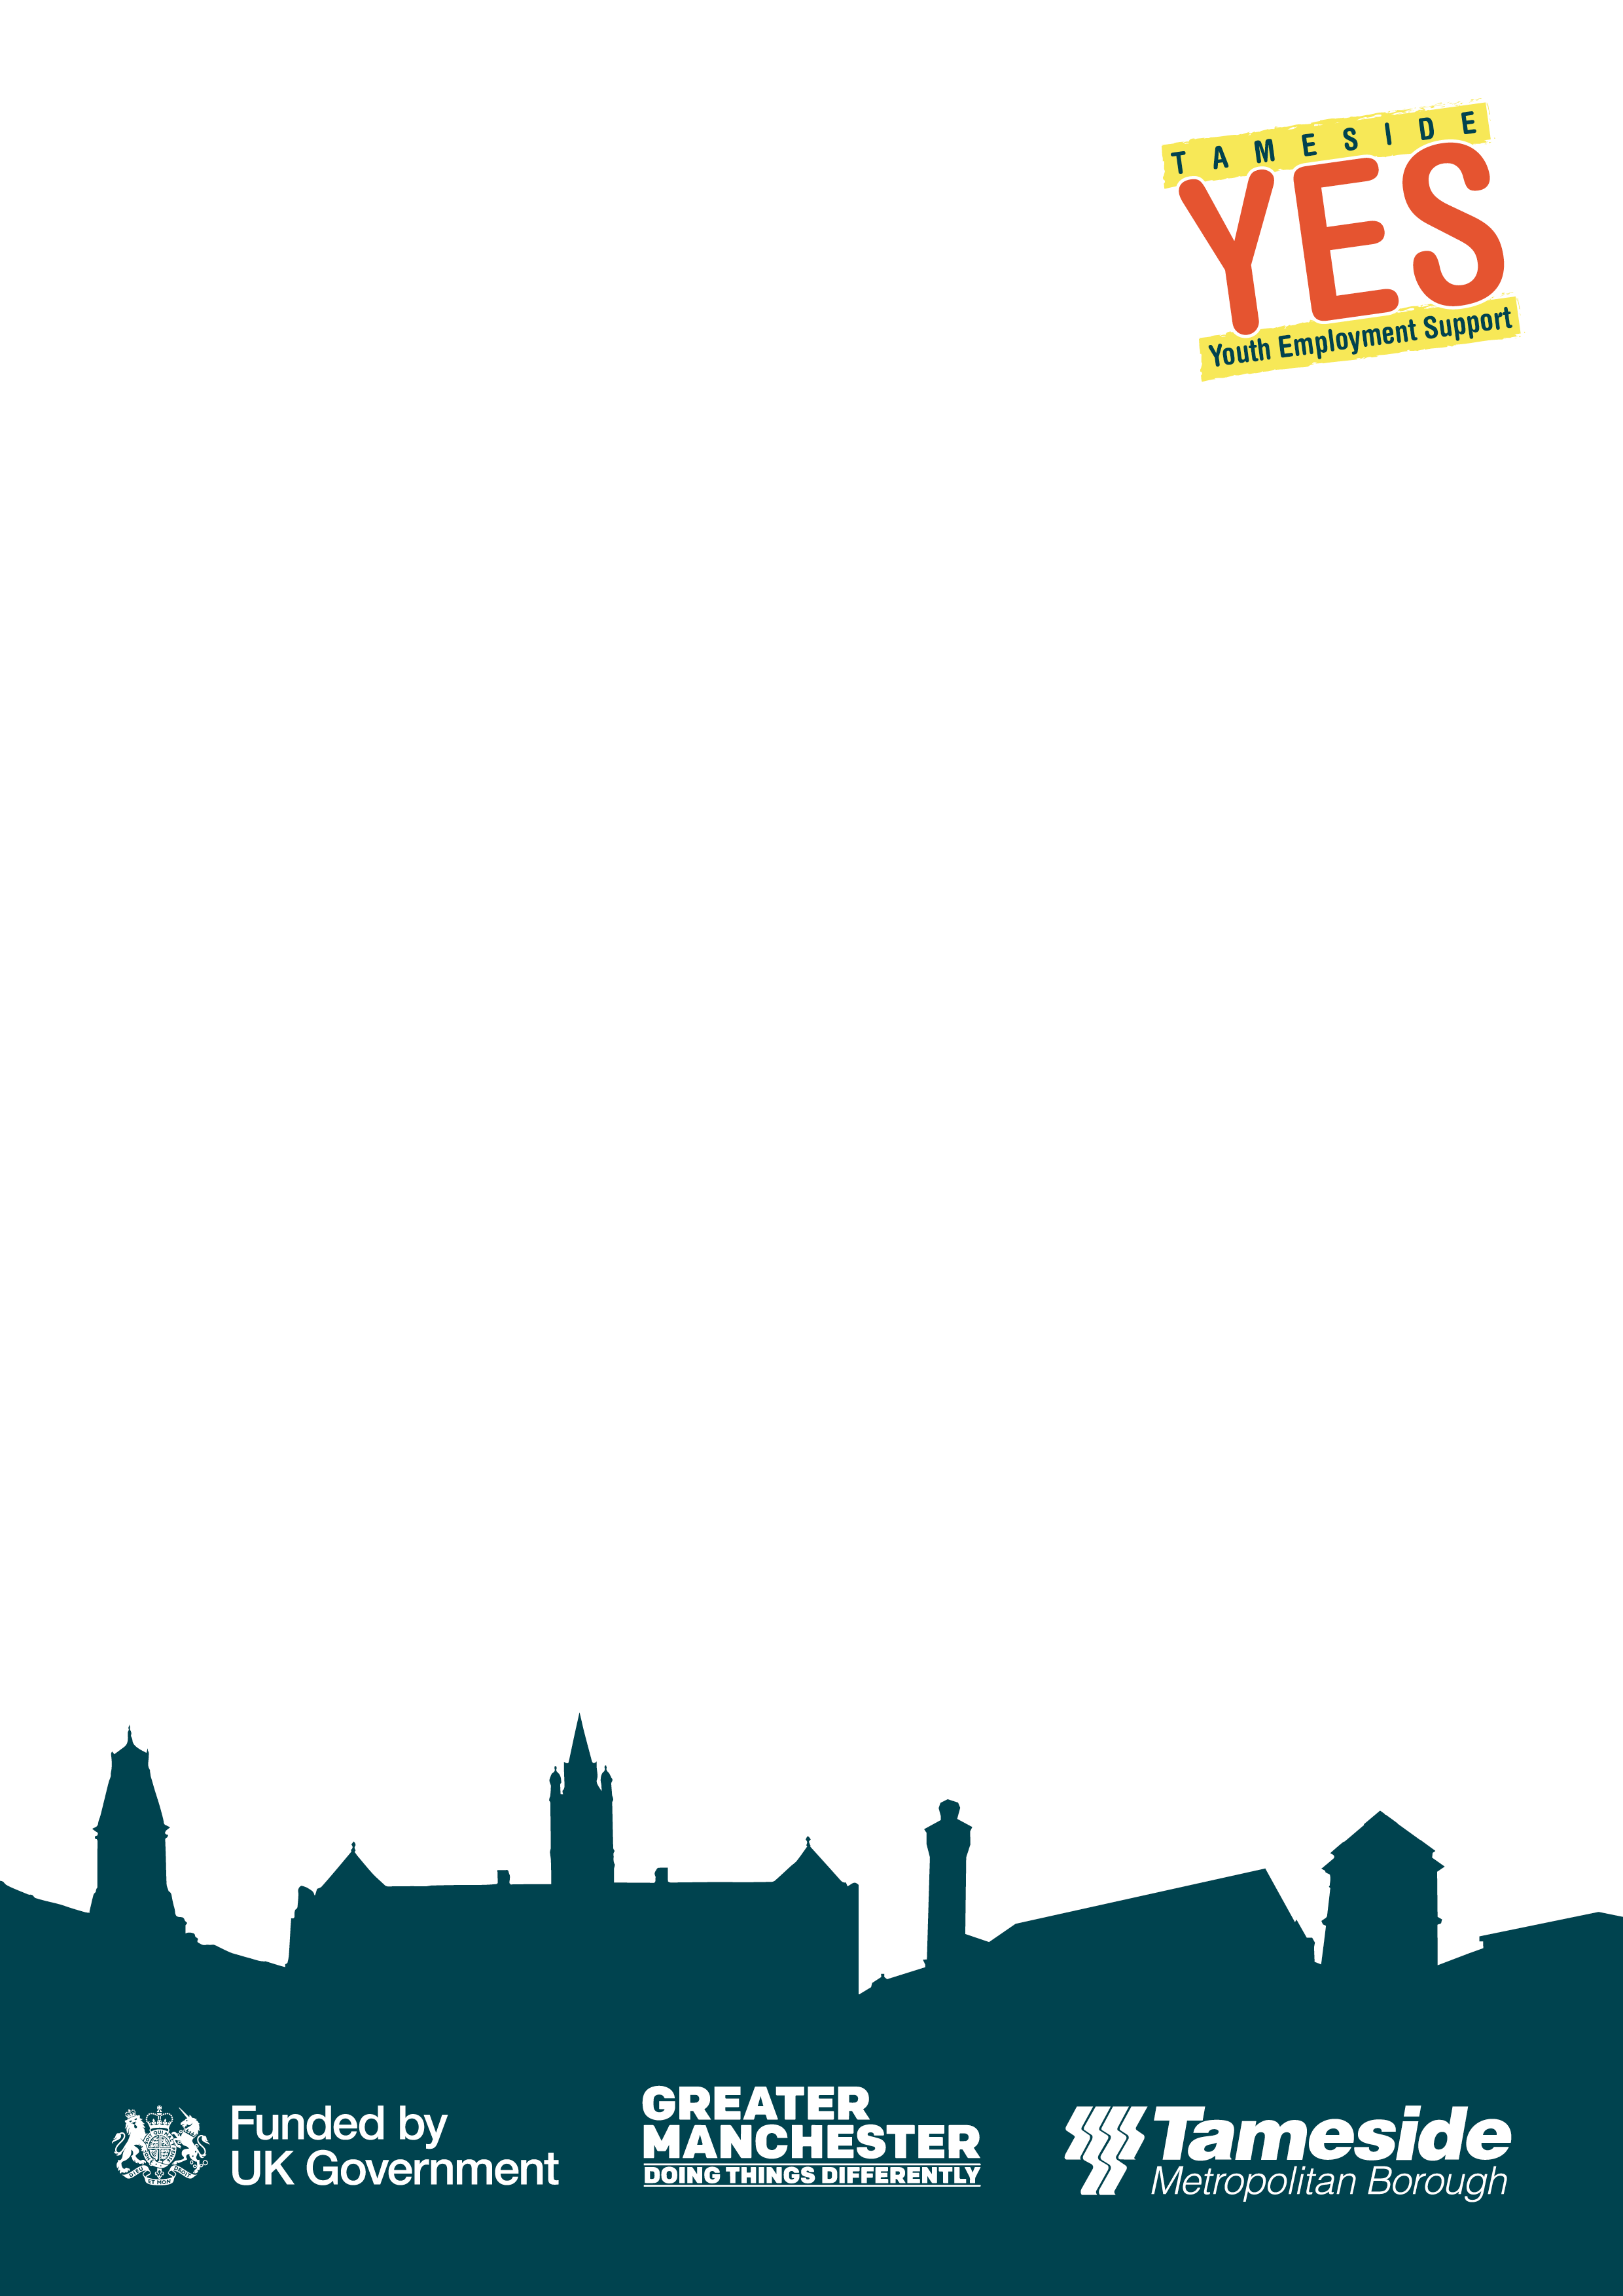 TAMESIDE
YES
Youth Employment Support
Funded by
UK Government
GREATER
MANCHESTER
DOING THINGS DIFFERENTLY
Tameside
Metropolitan Borough